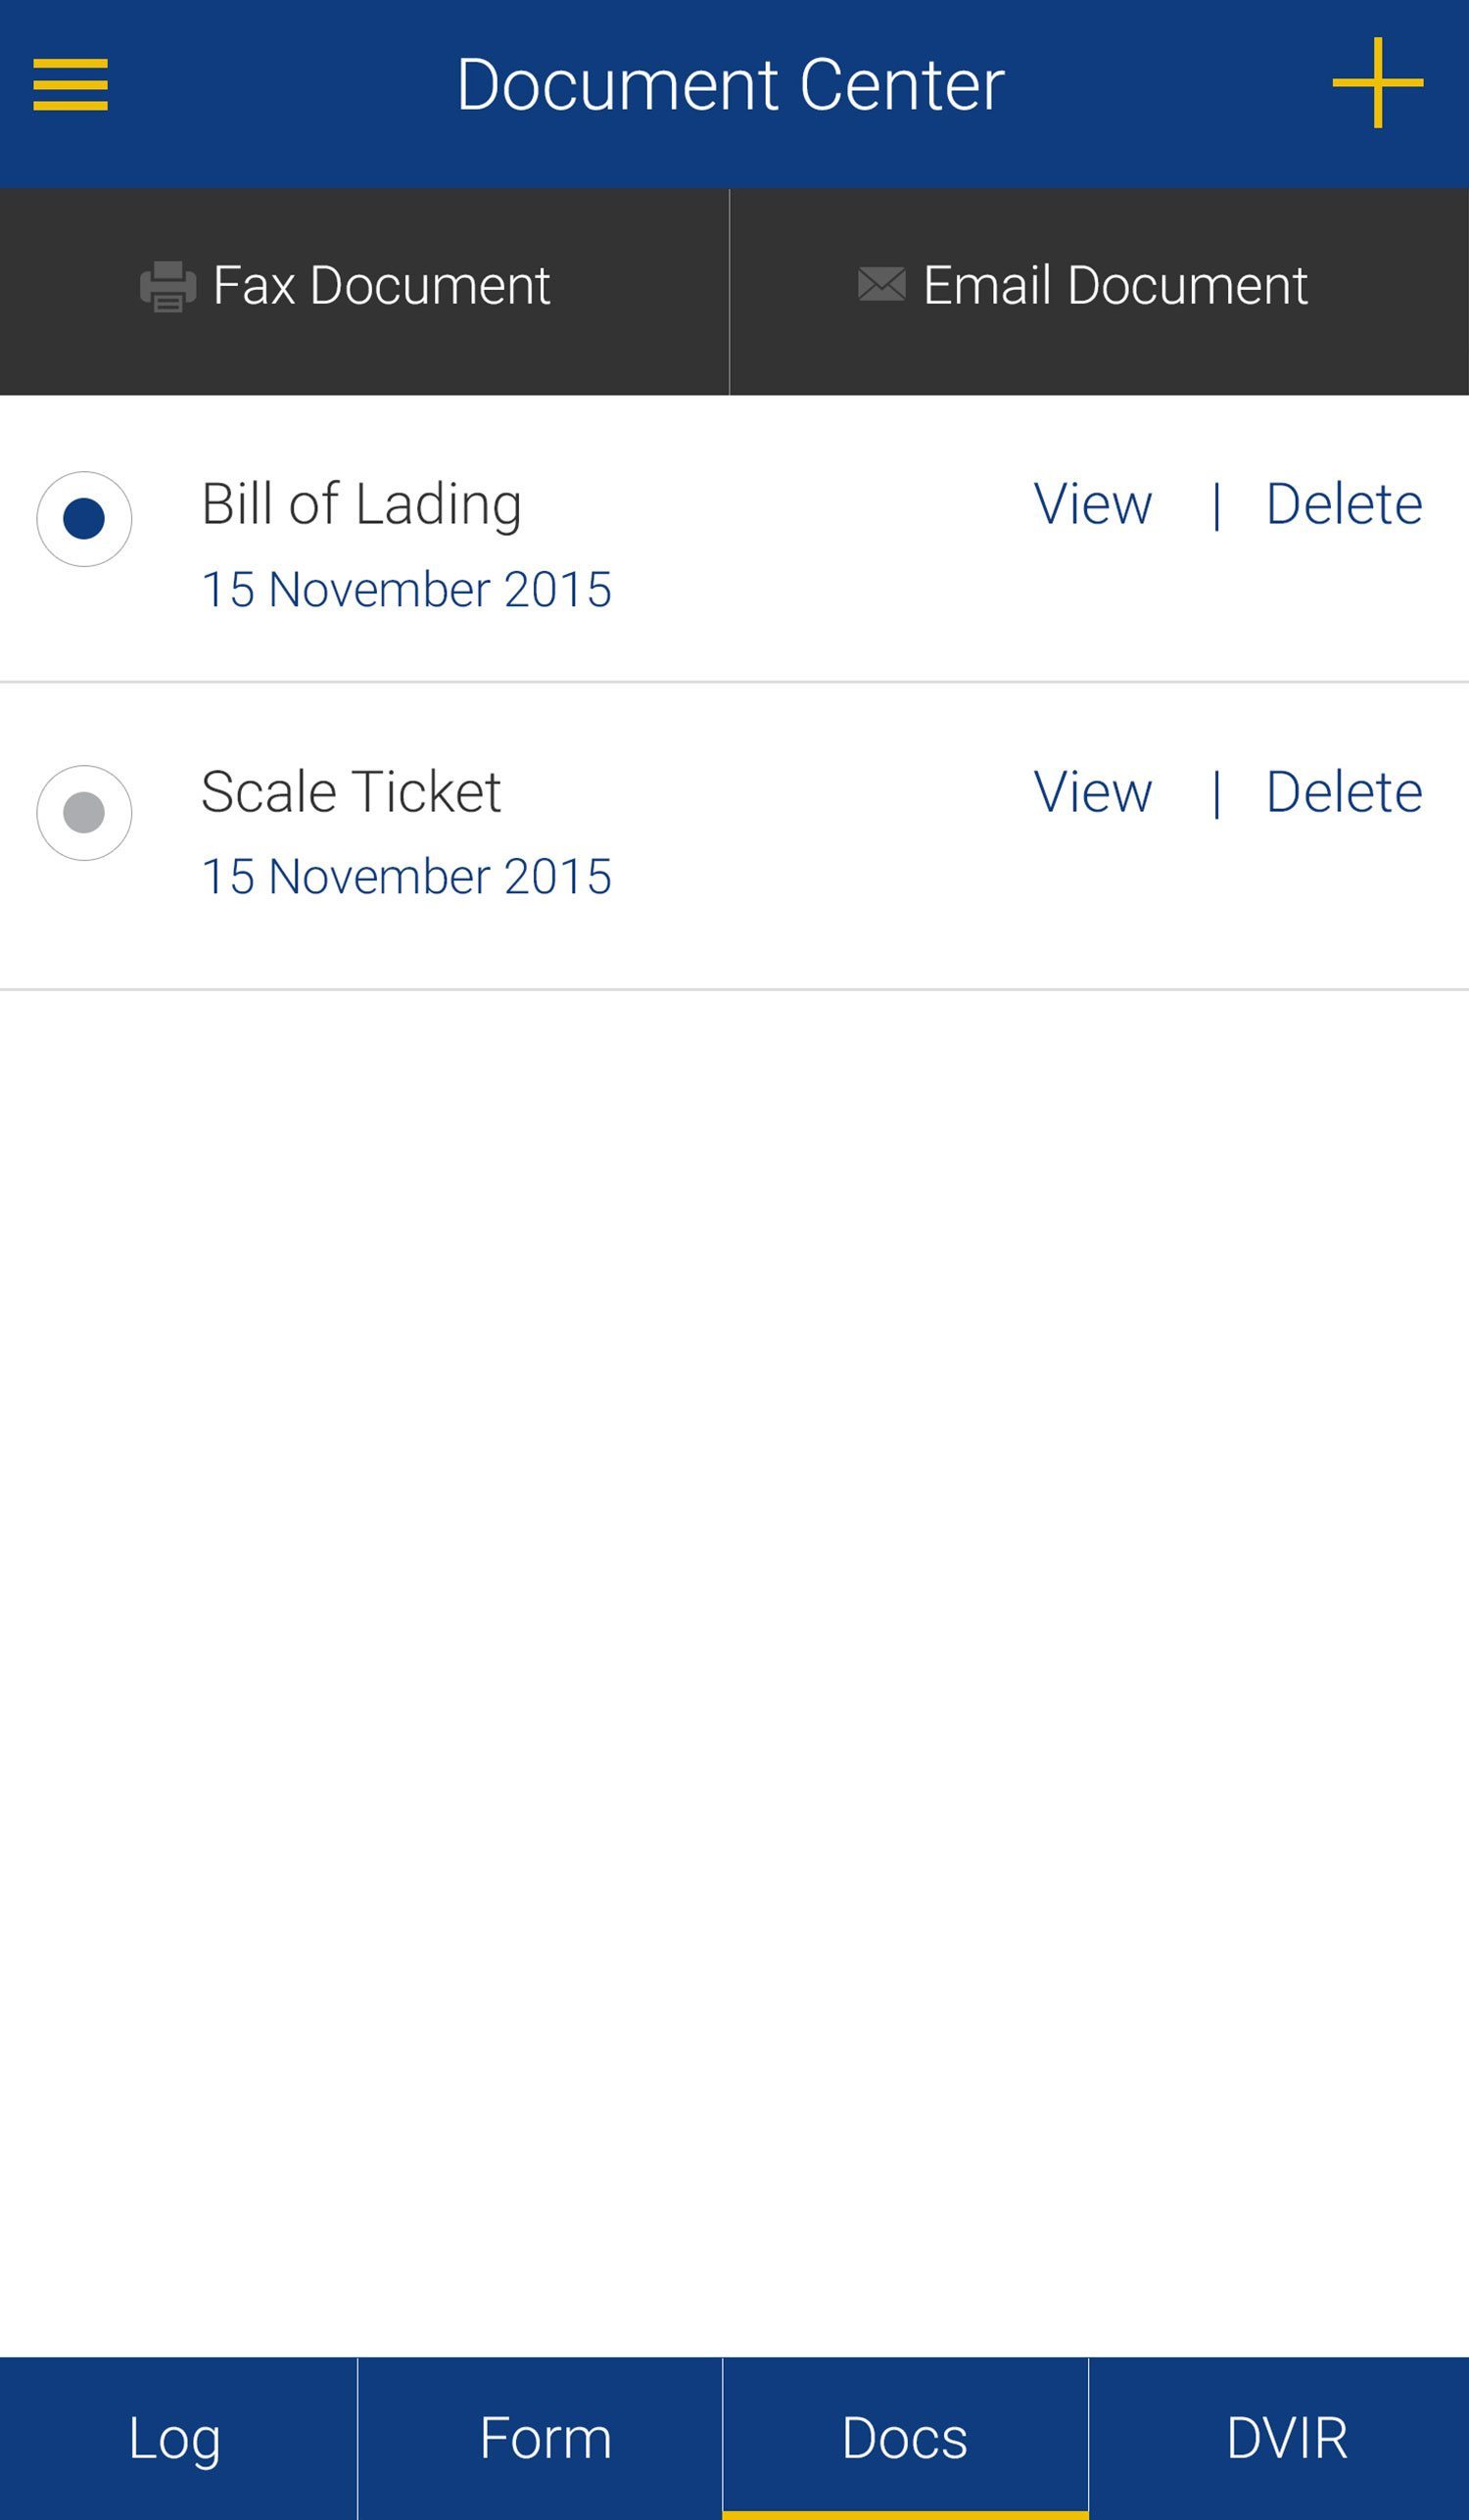 Document Center
Fax Document
Email Document
Bill of Lading
View | Delete
15 November 2015
Scale Ticket
View | Delete
15 November 2015
Log
Form
Docs
DVIR